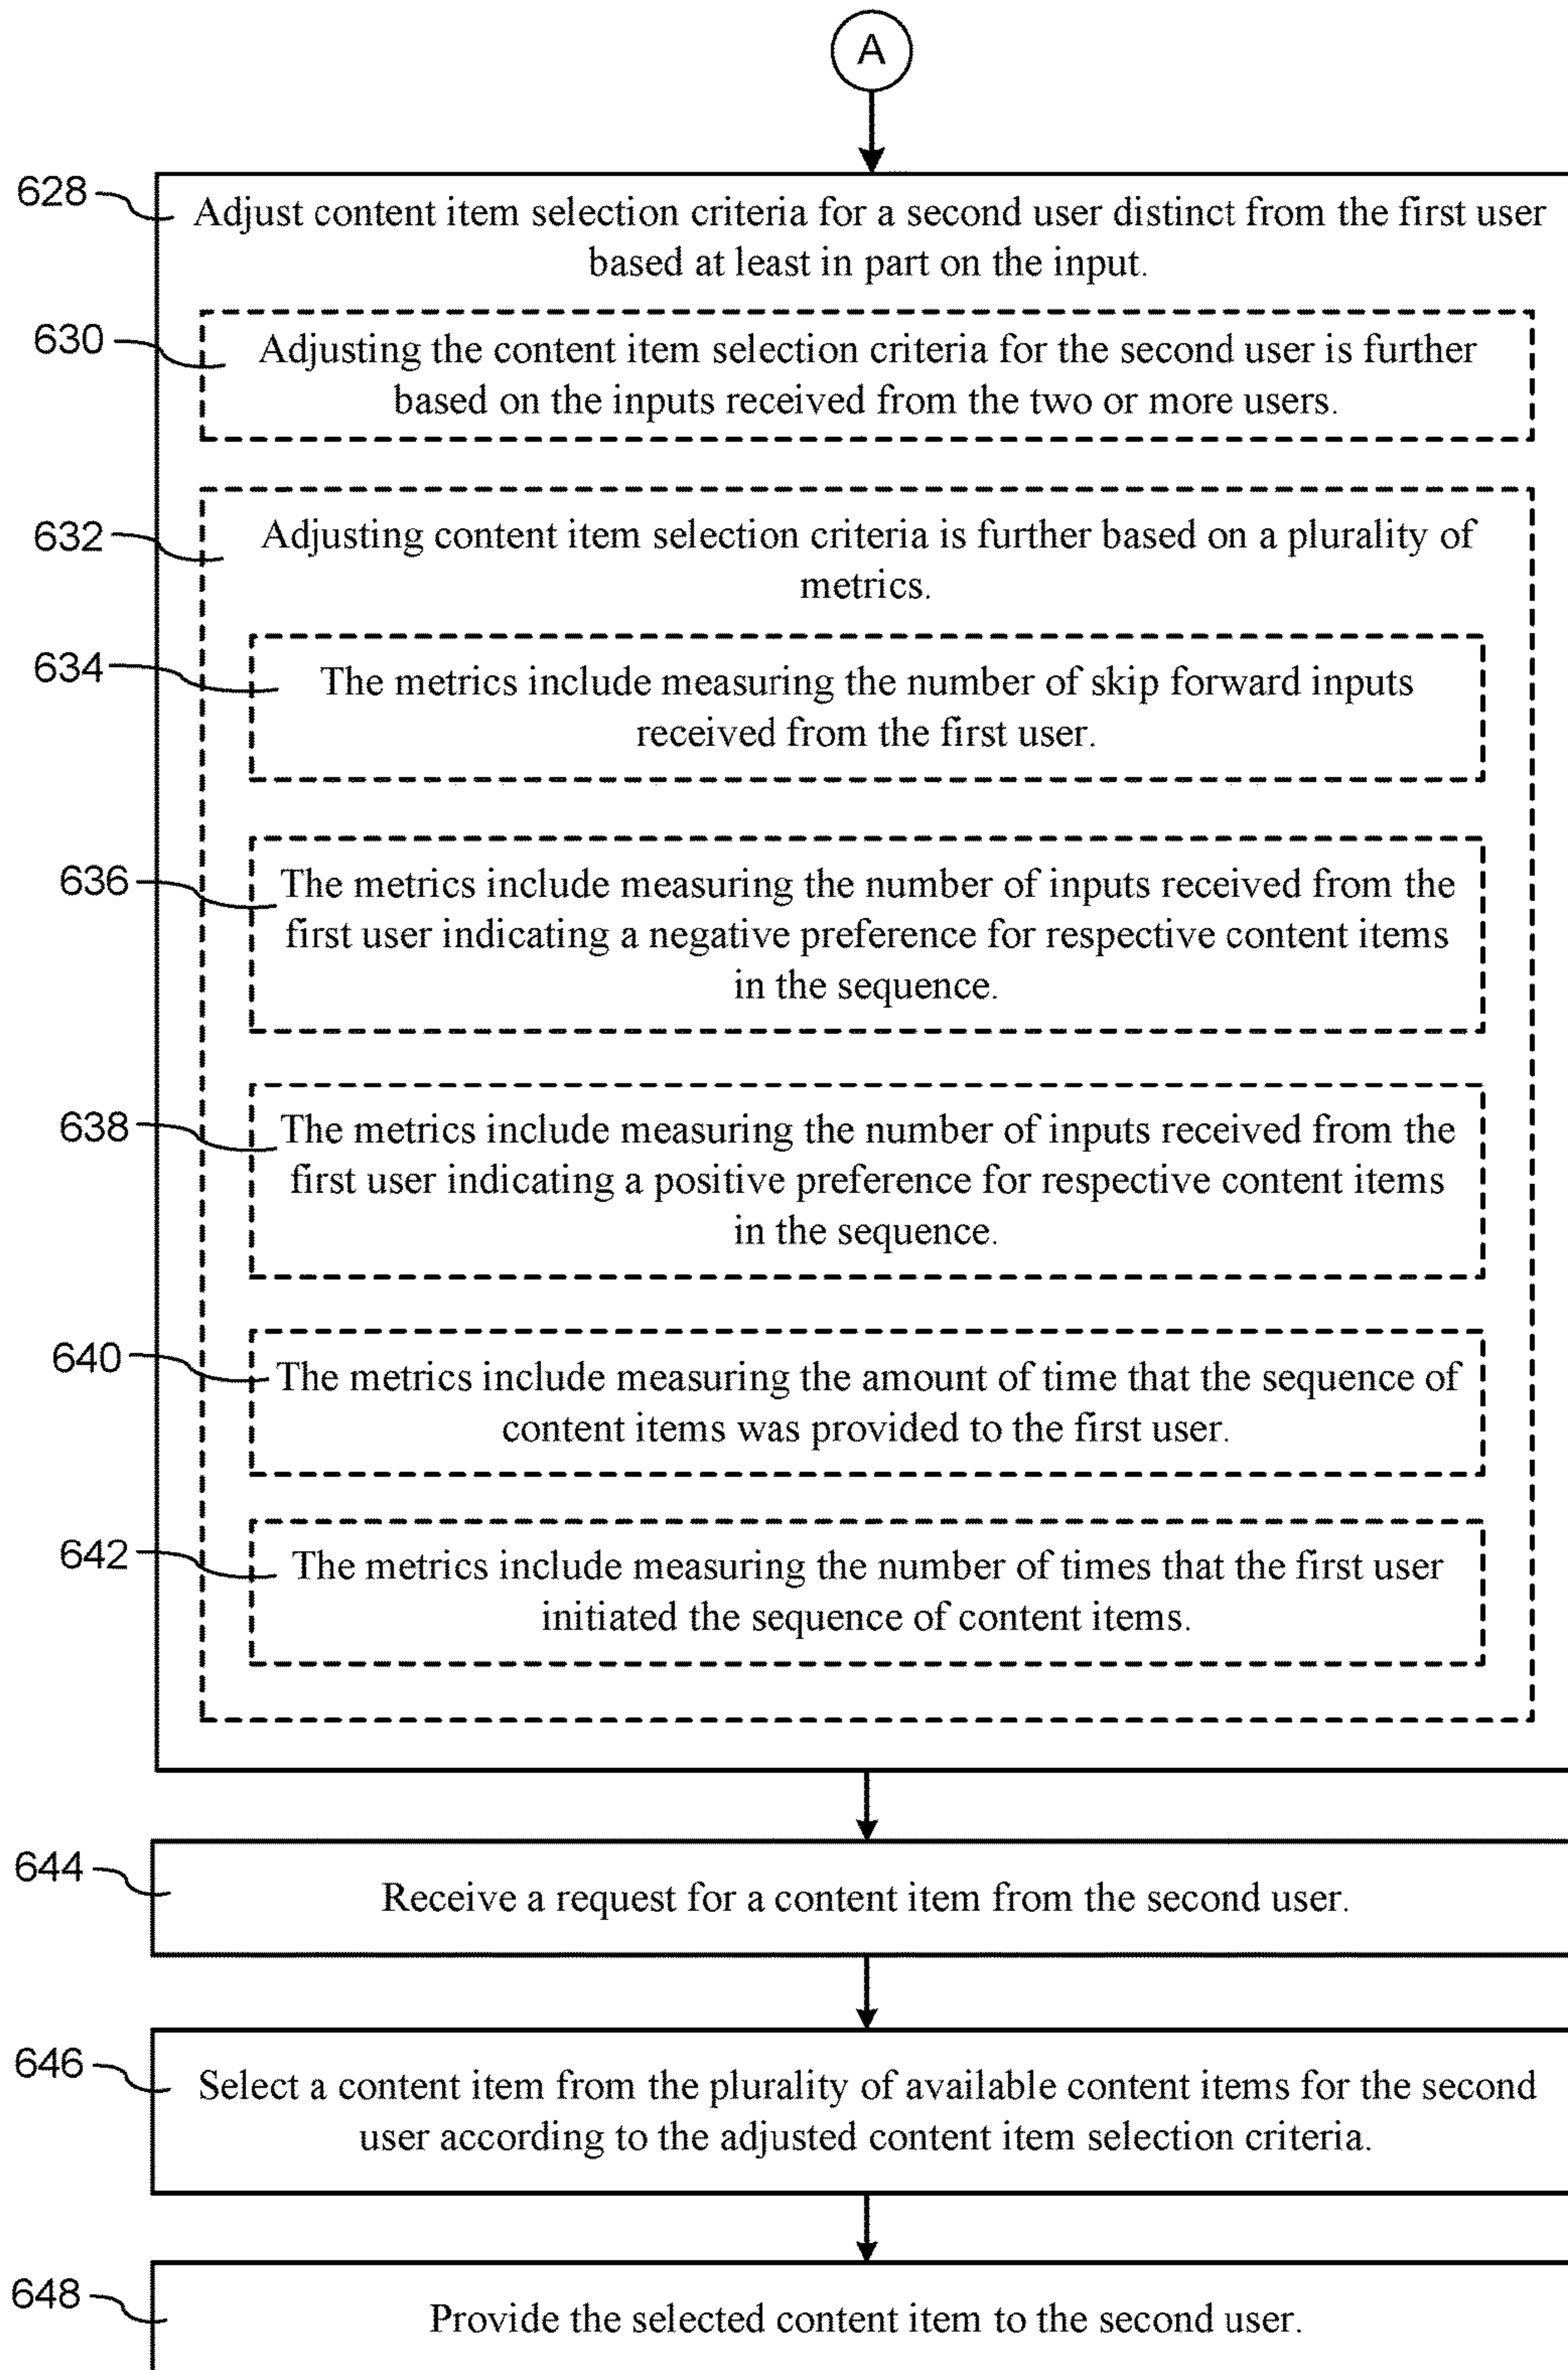 A
628
Adjust content item selection criteria for a second user distinct from the first user
based at least in part on the input.
630
Adjusting the content item selection criteria for the second user is further
based on the inputs received from the two or more users.
632
Adjusting content item selection criteria is further based on a plurality of
metrics.
634
The metrics include measuring the number of skip forward inputs
received from the first user.
636
The metrics include measuring the number of inputs received from the
first user indicating a negative preference for respective content items
in the sequence.
638
The metrics include measuring the number of inputs received from the
first user indicating a positive preference for respective content items
in the sequence.
640
The metrics include measuring the amount of time that the sequence of
content items was provided to the first user.
642
The metrics include measuring the number of times that the first user
initiated the sequence of content items.
644
Receive a request for a content item from the second user.
646
Select a content item from the plurality of available content items for the second
user according to the adjusted content item selection criteria.
648
Provide the selected content item to the second user.